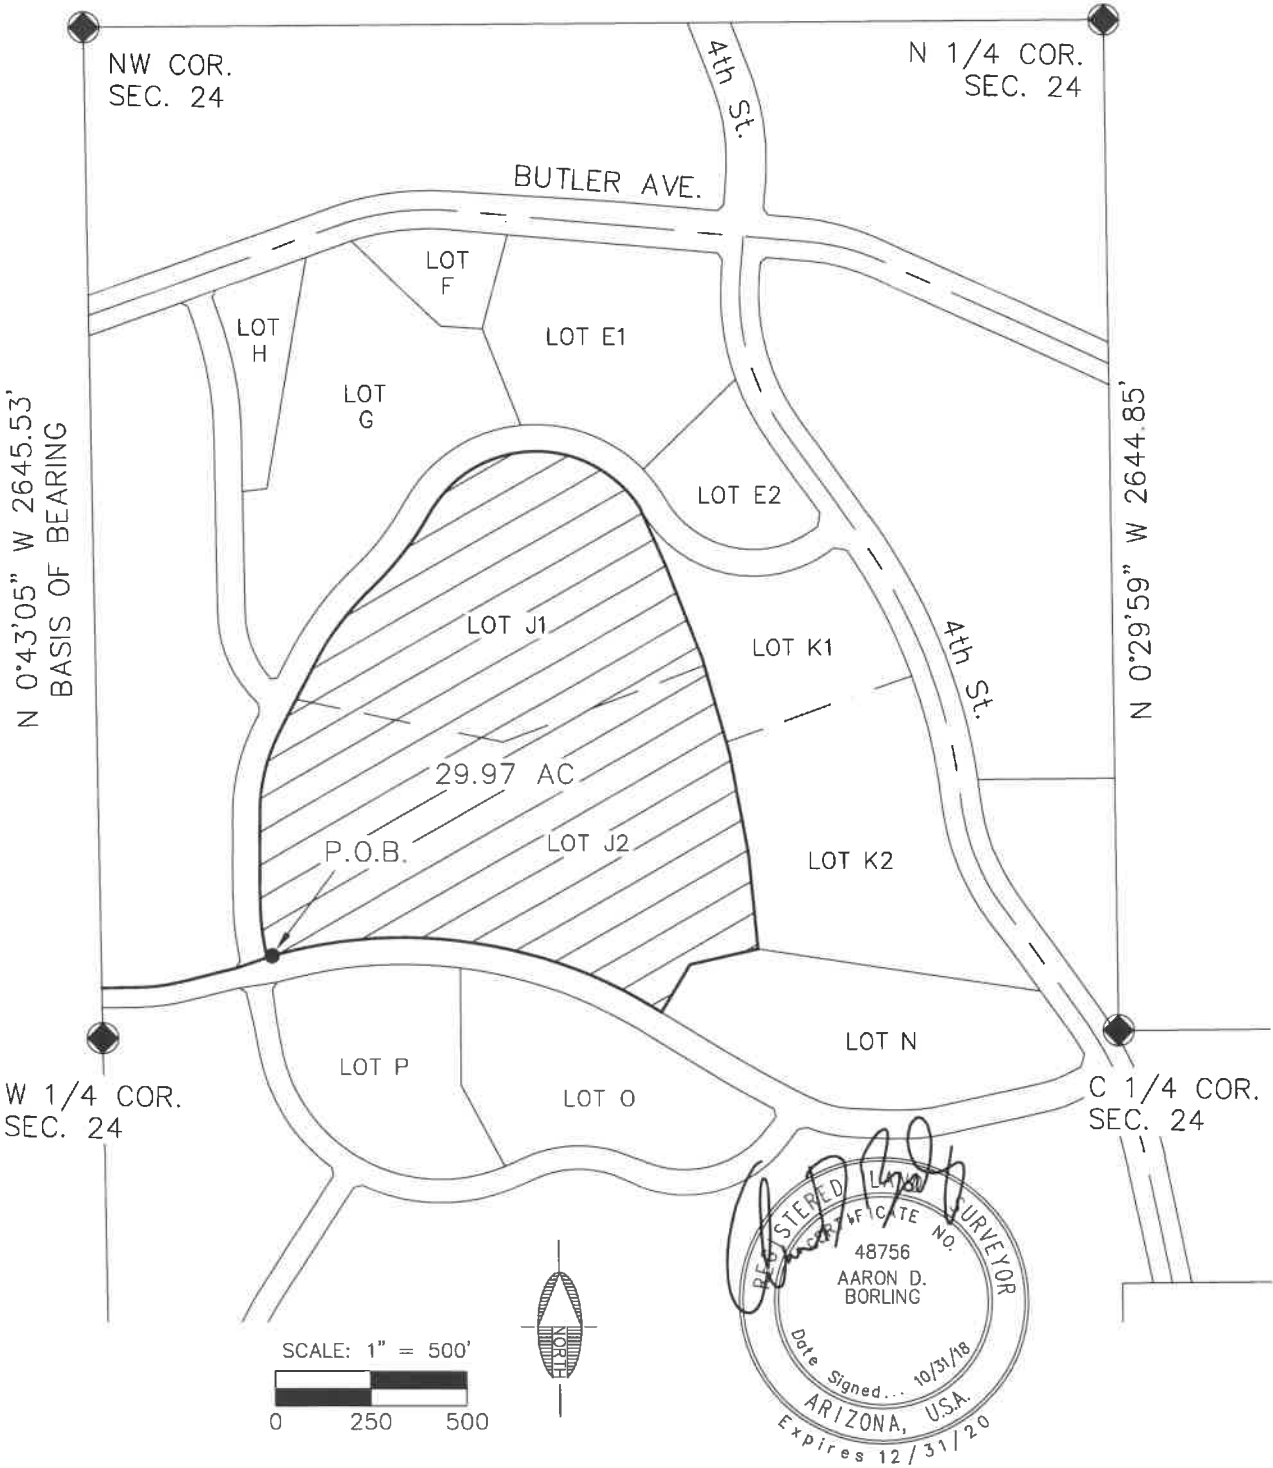 NW COR.
SEC. 24
N 1/4 COR.
SEC. 24
4th St.
BUTLER AVE.
LOT
F
LOT
H
LOT E1
LOT
G
LOT E2
N 0°43'05" W 2645.53'
BASIS OF BEARING
N 0°29'59" W 2644.85'
LOT J1
LOT K1
4th St.
29.97 AC
P.O.B.
LOT J2
LOT K2
LOT N
LOT P
LOT O
W 1/4 COR.
SEC. 24
C 1/4 COR.
SEC. 24
REGISTERED LAND SURVEYOR
CERTIFICATE NO.
48756
AARON D.
BORLING
Date Signed... 10/31/18
ARIZONA, U.S.A.
Expires 12/31/20
NORTH
SCALE: 1" = 500'
0 250 500